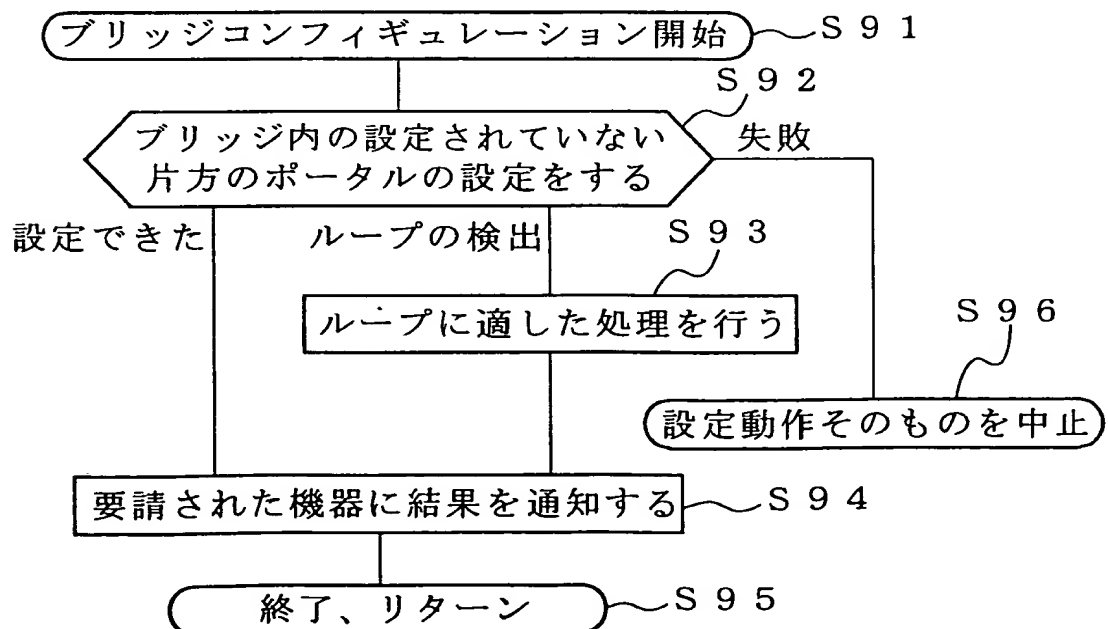 ブリッジコンフィギュレーション開始
S91
S92
ブリッジ内の設定されていない
片方のポータルの設定をする
失敗
設定できた
ループの検出
S93
ループに適した処理を行う
S96
設定動作そのものを中止
要請された機器に結果を通知する
S94
終了、リターン
S95